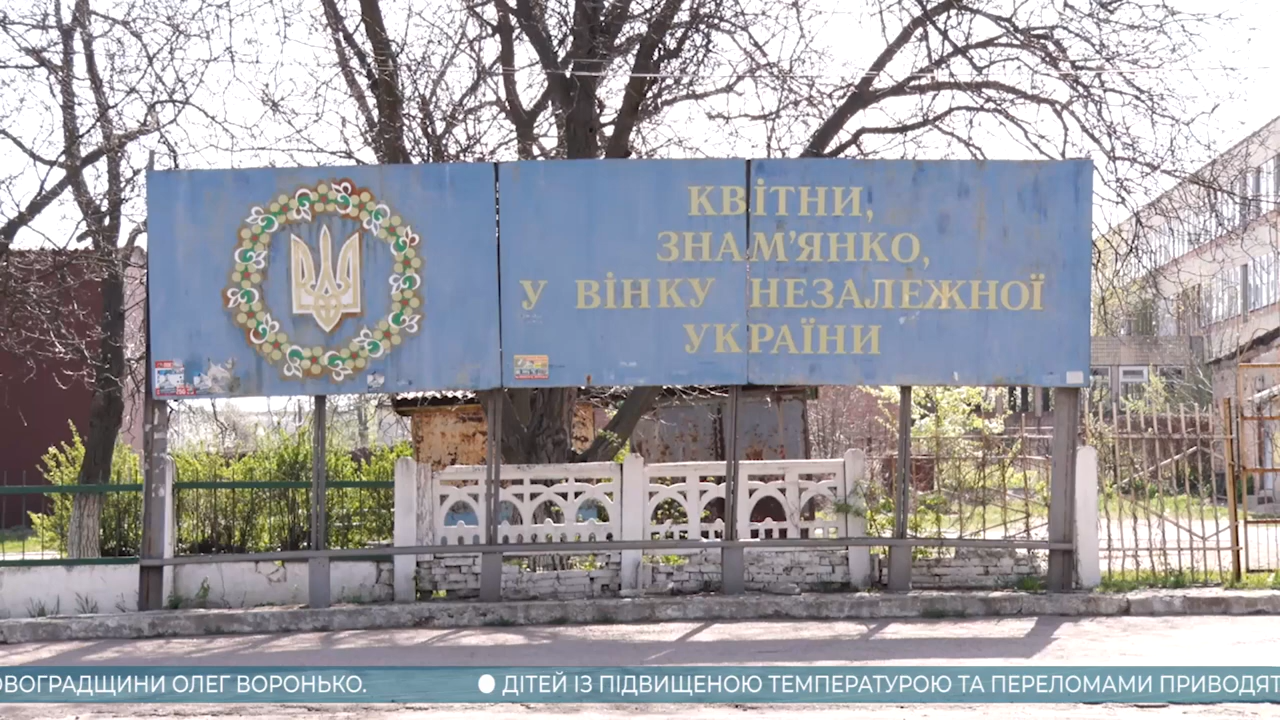 КВІТНИ,
ЗНАМ'ЯНКО,
У ВІНКУ НЕЗАЛЕЖНОЇ
УКРАЇНИ
ОВОГРАДЩИНИ ОЛЕГ ВОРОНЬКО. ● ДІТЕЙ ІЗ ПІДВИЩЕНОЮ ТЕМПЕРАТУРОЮ ТА ПЕРЕЛОМАМИ ПРИВОДЯТ